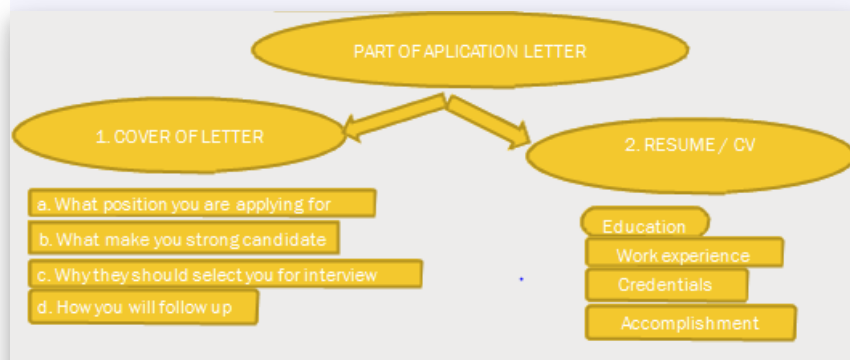 PART OF APLICATION LETTER
1. COVER OF LETTER
a. What position you are applying for
b. What make you strong candidate
c. Why they should select you for interview
d. How you will follow up
2. RESUME / CV
Education
Work experience
Credentials
Accomplishment